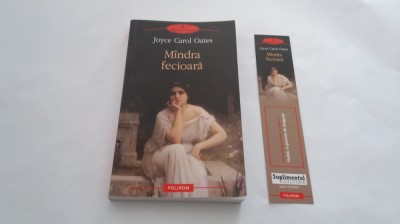 Joyce Carol Oates
Mîndra
fecioară
POLIROM
Joyce Carol Oates
Mîndra
fecioară
Suplimentul
POLIROM